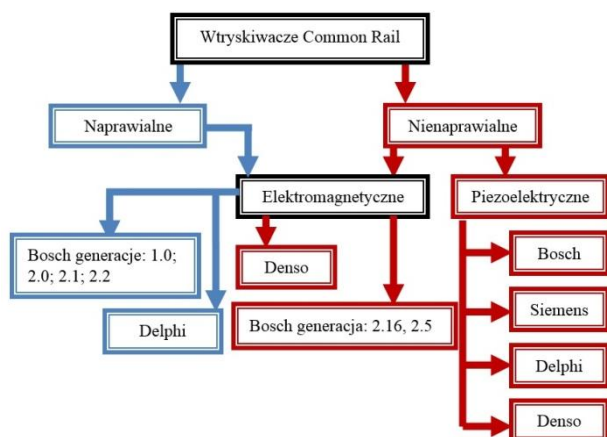 Wtryskiwacze Common Rail
Naprawialne
Nienaprawialne
Elektromagnetyczne
Piezoelektryczne
Bosch generacje: 1.0;
2.0; 2.1; 2.2
Denso
Bosch
Delphi
Bosch generacja: 2.16, 2.5
Siemens
Delphi
Denso